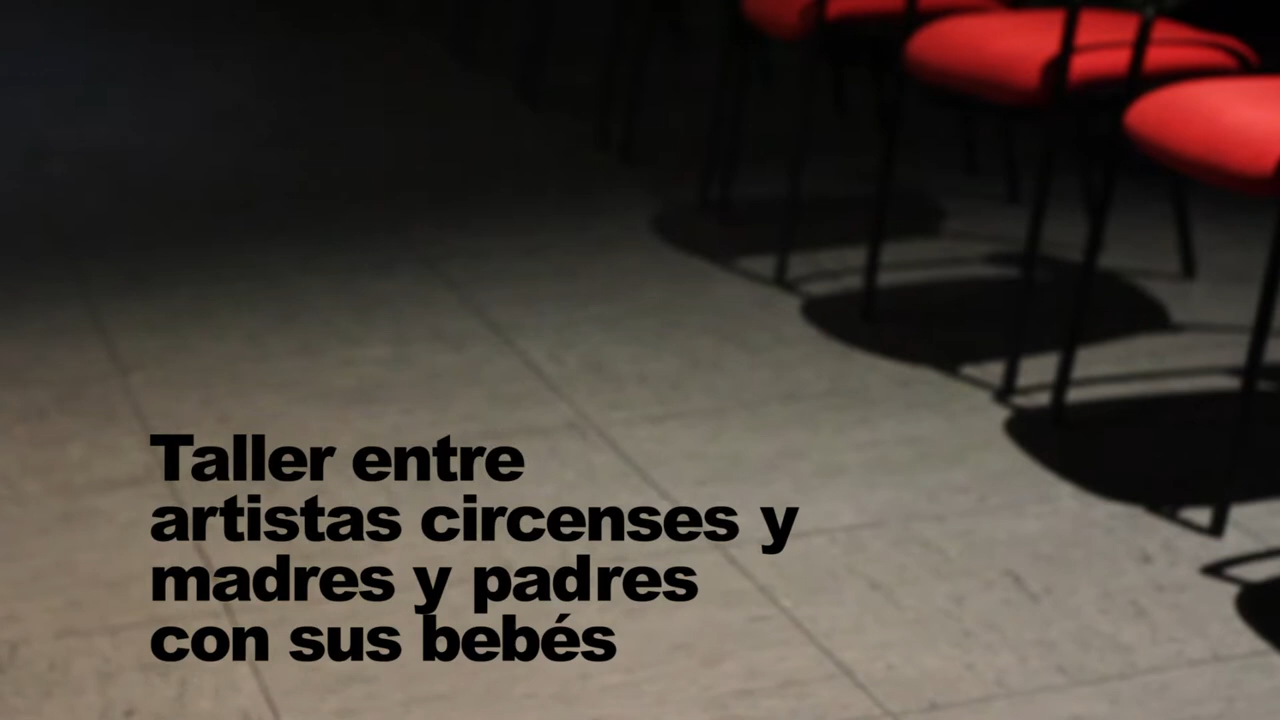 Taller entre
artistas circenses y
madres y padres
con sus bebés